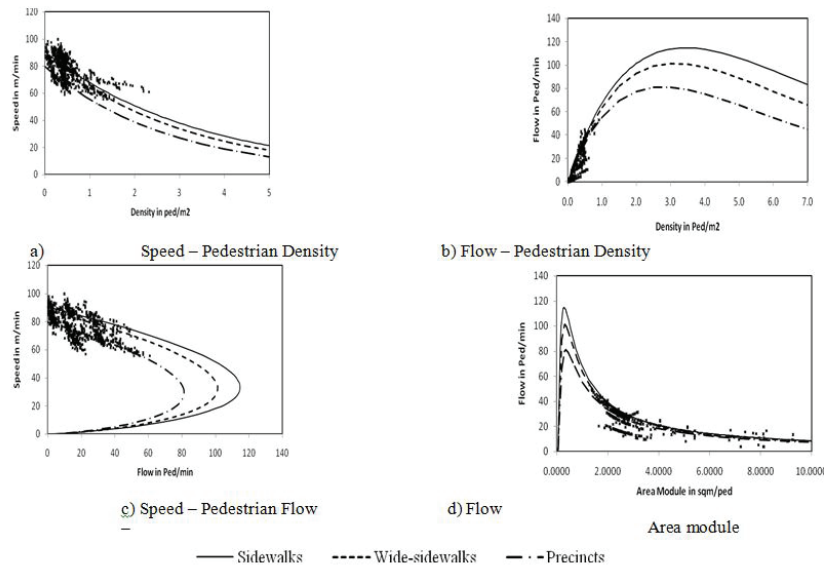 120
100
80
60
40
20
0
Speed in m/min
0 1 2 3 4 5
Density in ped/m2
a) Speed – Pedestrian Density
140
120
100
80
60
40
20
0
Flow in Ped/min
0.0 1.0 2.0 3.0 4.0 5.0 6.0 7.0
Density in Ped/m2
b) Flow – Pedestrian Density
120
100
80
60
40
20
0
Speed in m/min
0 20 40 60 80 100 120 140
Flow in Ped/min
c) Speed – Pedestrian Flow
–
140
120
100
80
60
40
20
0
Flow in Ped/min
0.0000 2.0000 4.0000 6.0000 8.0000 10.0000
Area Module in sqm/ped
d) Flow
Area module
Sidewalks Wide-sidewalks Precincts